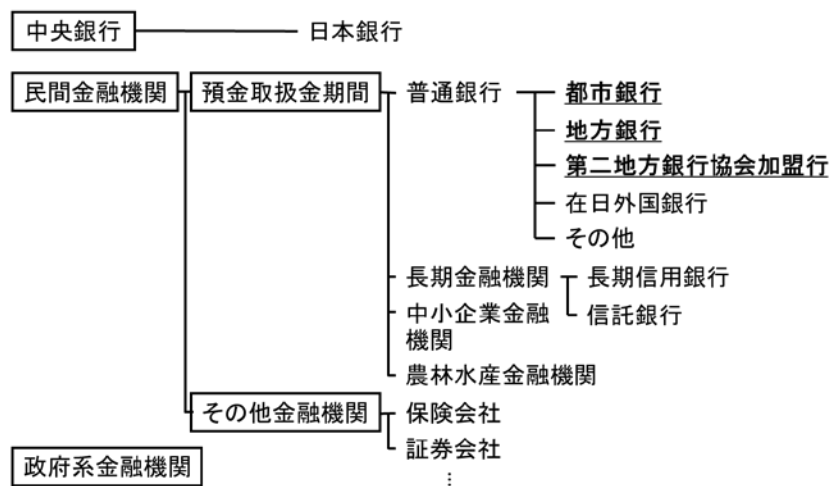 中央銀行 日本銀行
民間金融機関 預金取扱金期間 普通銀行 都市銀行
地方銀行
第二地方銀行協会加盟行
在日外国銀行
その他
長期金融機関 長期信用銀行
中小企業金融 信託銀行
機関
農林水産金融機関
その他金融機関 保険会社
証券会社
政府系金融機関
⋮